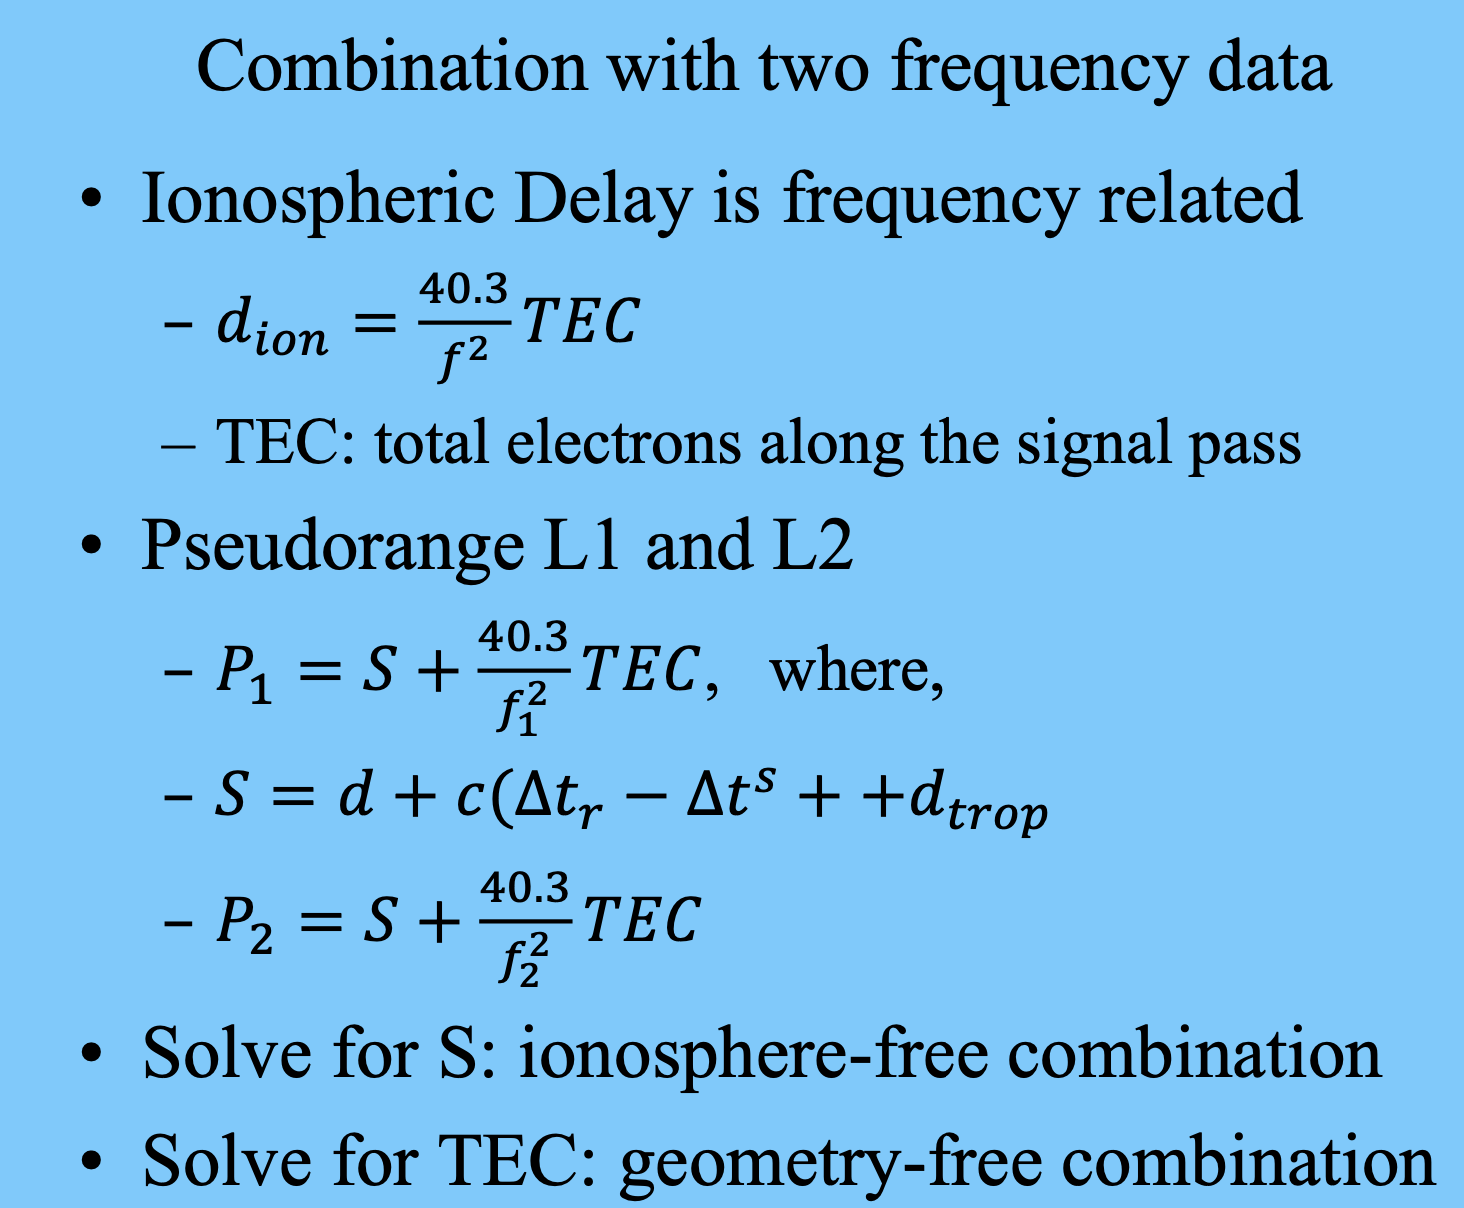 Combination with two frequency data
• Ionospheric Delay is frequency related
– $d_{ion} = \frac{40.3}{f^2} TEC$
– TEC: total electrons along the signal pass
• Pseudorange L1 and L2
– $P_1 = S + \frac{40.3}{f_1^2} TEC$, where,
– $S = d + c(\Delta t_r - \Delta t^s + +d_{trop}$
– $P_2 = S + \frac{40.3}{f_2^2} TEC$
• Solve for S: ionosphere-free combination
• Solve for TEC: geometry-free combination